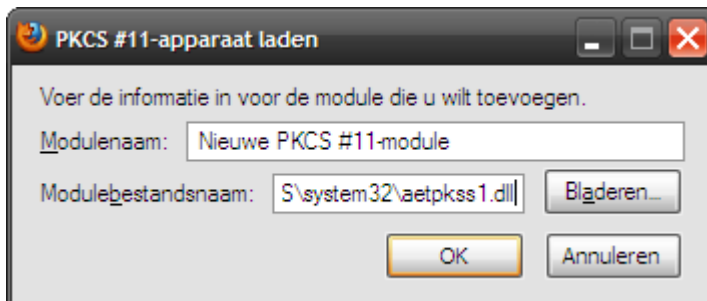 PKCS #11-apparaat laden
Voer de informatie in voor de module die u wilt toevoegen.
Modulenaam: Nieuwe PKCS #11-module
Modulebestandsnaam: S\system32\aetpkss1.dll Bladeren...
OK Annuleren